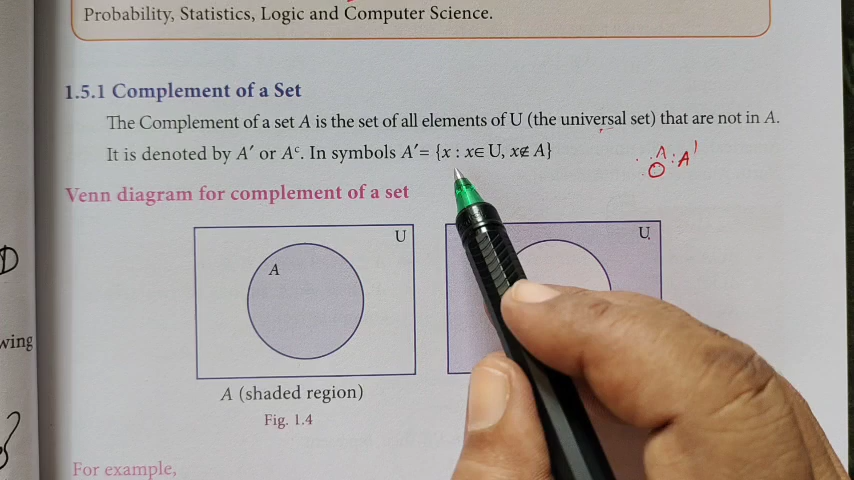 Probability, Statistics, Logic and Computer Science.
1.5.1 Complement of a Set
The Complement of a set A is the set of all elements of U (the universal set) that are not in A.
It is denoted by A′ or Aᶜ. In symbols A′= {x : x∈ U, x∉ A}
A : A'
Venn diagram for complement of a set
U
A
U
A (shaded region)
Fig. 1.4
wing
For example,